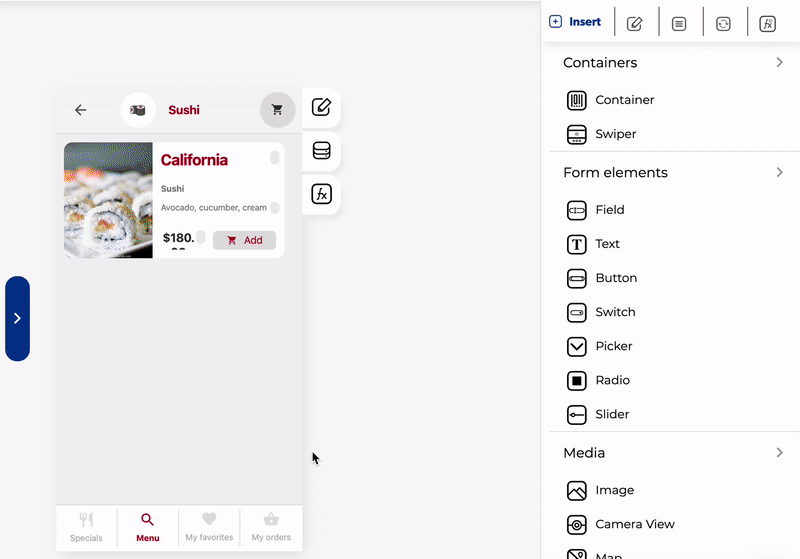 Insert
Sushi
California
Sushi
Avocado, cucumber, cream
$180.
Add
Specials
Menu
My favorites
My orders
Containers
Container
Swiper
Form elements
Field
Text
Button
Switch
Picker
Radio
Slider
Media
Image
Camera View
Map